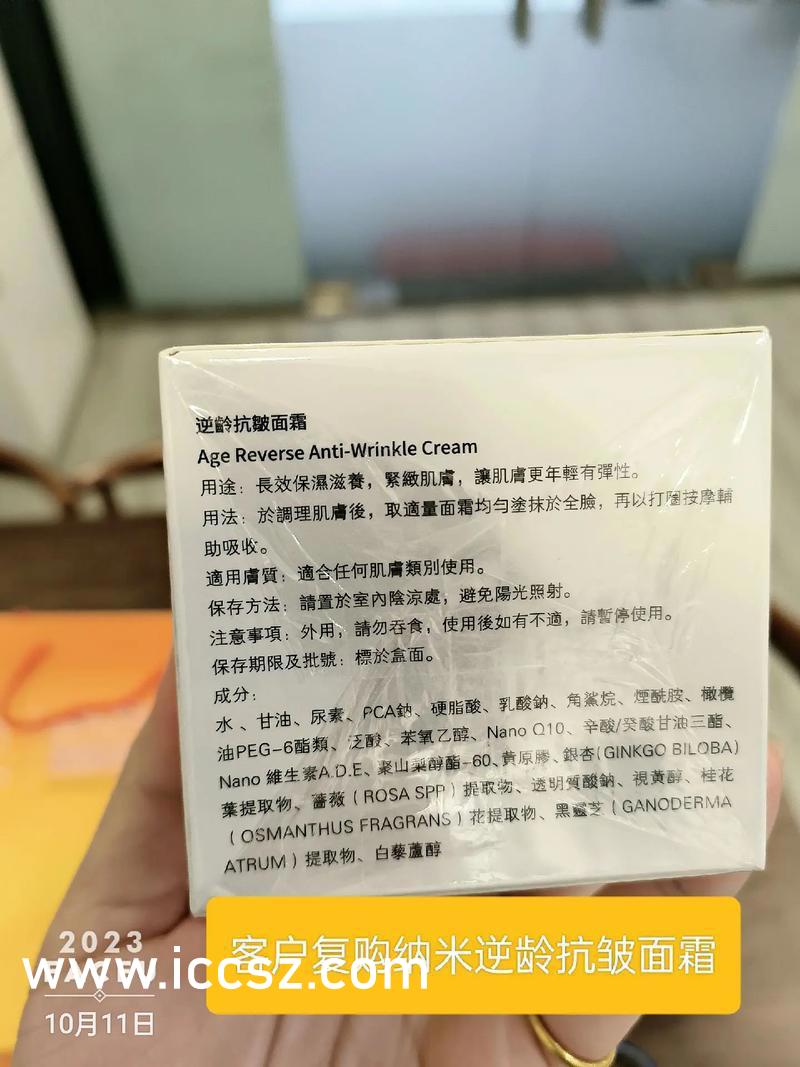 逆齡抗皺面霜
Age Reverse Anti-Wrinkle Cream
用途：長效保濕滋養，緊緻肌膚，讓肌膚更年輕有彈性。
用法：於調理肌膚後，取適量面霜均勻塗抹於全臉，再以打圈按摩輔
助吸收。
適用膚質：適合任何肌膚類別使用。
保存方法：請置於室內陰涼處，避免陽光照射。
注意事項：外用，請勿吞食，使用後如有不適，請暫停使用。
保存期限及批號：標於盒面。
成分：
水、甘油、尿素、PCA鈉、硬脂酸、乳酸鈉、角鯊烷、煙酰胺、橄欖
油PEG-6酯類、泛酸、苯氧乙醇、Nano Q10、辛酸/癸酸甘油三酯、
Nano 維生素A.D.E、聚山梨醇酯-60、黃原膠、銀杏(GINKGO BILOBA)
葉提取物、薔薇（ROSA SPP）提取物、透明質酸鈉、視黃醇、桂花
（OSMANTHUS FRAGRANS）花提取物、黑靈芝（GANODERMA
ATRUM）提取物、白藜蘆醇
客户复购纳米逆龄抗皱面霜
2023
www.iccsz.com
10月11日